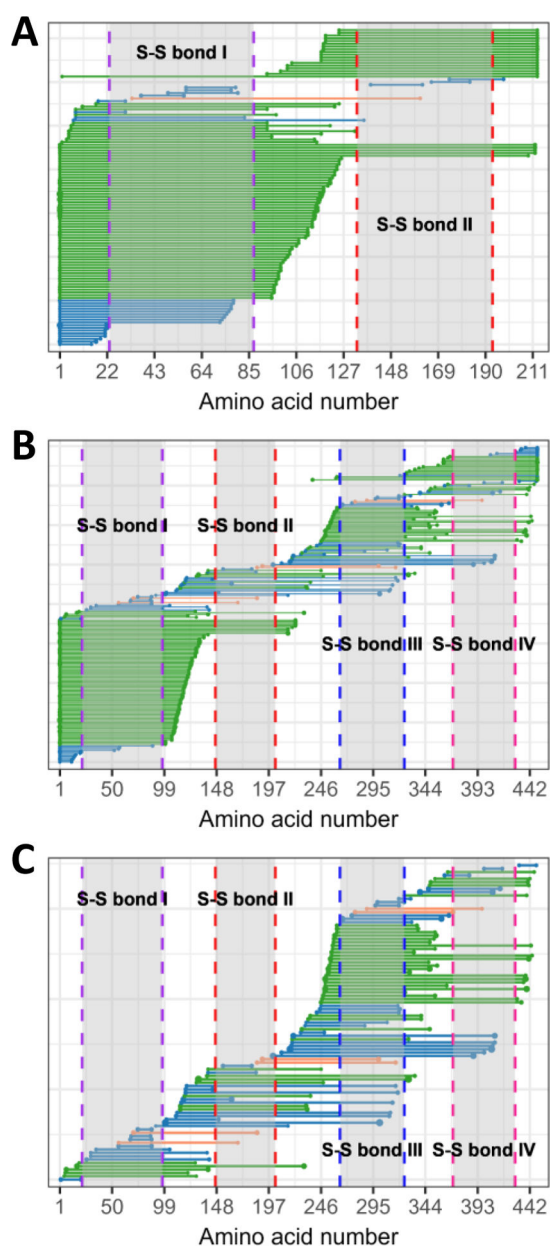 A
S-S bond I
S-S bond II
1 22 43 64 85 106 127 148 169 190 211
Amino acid number
B
S-S bond I S-S bond II
S-S bond III S-S bond IV
1 50 99 148 197 246 295 344 393 442
Amino acid number
C
S-S bond I S-S bond II
S-S bond III S-S bond IV
1 50 99 148 197 246 295 344 393 442
Amino acid number